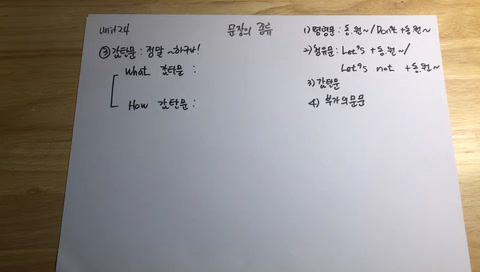 unit 24
문장의 종류
③ 감탄문 : 정말 ~하구나!
What 감탄문 :
How 감탄문 :
1) 명령문 : 동.원~ / Don't + 동.원~
2) 청유문 : Let's + 동.원~ /
Let's not + 동.원~
3) 감탄문
4) 부가의문문